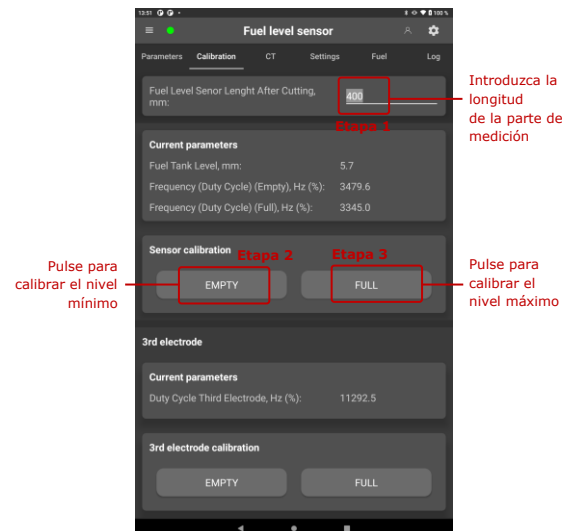 13:51
100 %
Fuel level sensor
Parameters Calibration CT Settings Fuel Log
Fuel Level Senor Lenght After Cutting, mm:
400
Etapa 1
Introduzca la
longitud
de la parte de
medición
Current parameters
Fuel Tank Level, mm: 5.7
Frequency (Duty Cycle) (Empty), Hz (%): 3479.6
Frequency (Duty Cycle) (Full), Hz (%): 3345.0
Sensor calibration
Etapa 2 Etapa 3
EMPTY FULL
Pulse para
calibrar el nivel
mínimo
Pulse para
calibrar el
nivel máximo
3rd electrode
Current parameters
Duty Cycle Third Electrode, Hz (%): 11292.5
3rd electrode calibration
EMPTY FULL